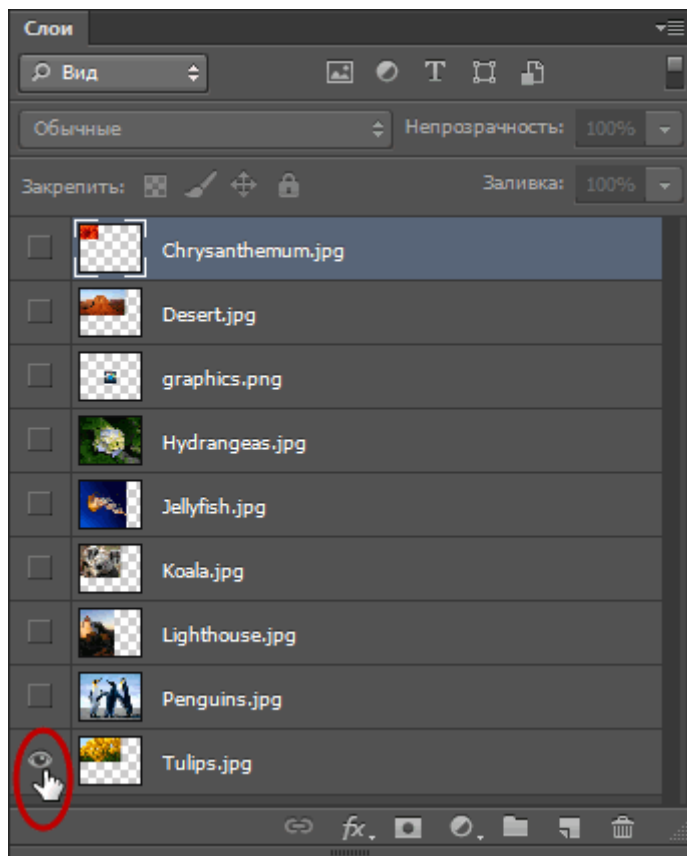 Слои
Вид
T
Обычные Непрозрачность: 100%
Закрепить: Заливка: 100%
Chrysanthemum.jpg
Desert.jpg
graphics.png
Hydrangeas.jpg
Jellyfish.jpg
Koala.jpg
Lighthouse.jpg
Penguins.jpg
Tulips.jpg
fx.